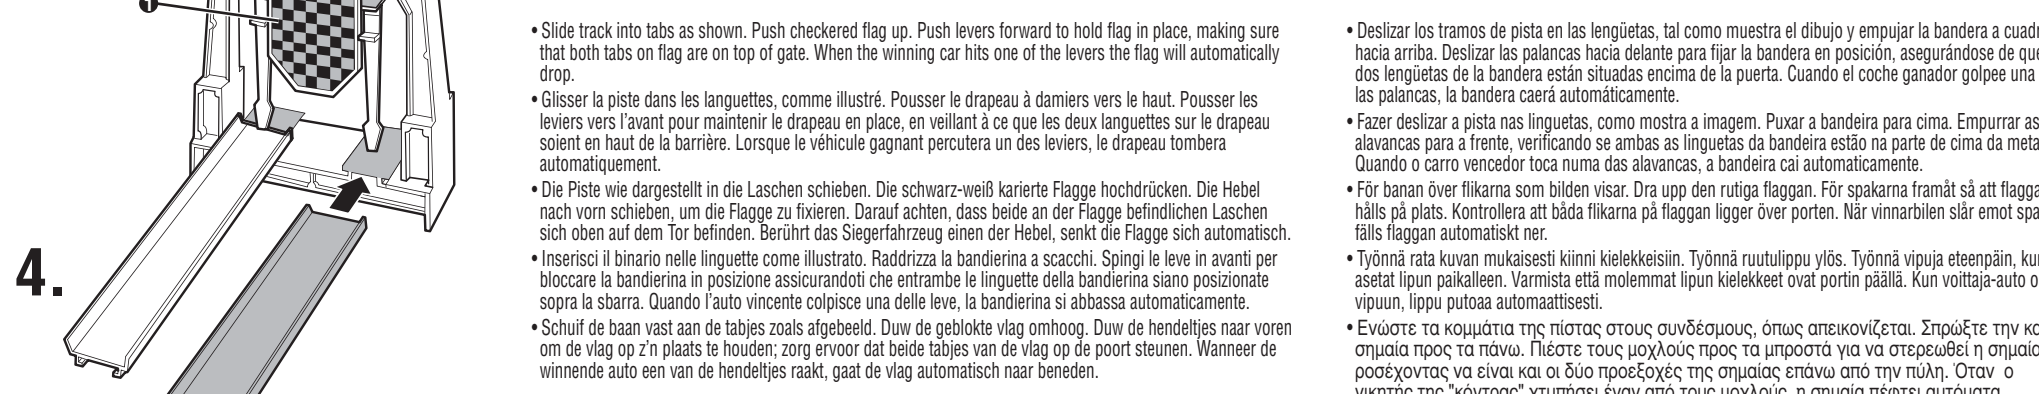 1
4.
• Slide track into tabs as shown. Push checkered flag up. Push levers forward to hold flag in place, making sure
that both tabs on flag are on top of gate. When the winning car hits one of the levers the flag will automatically
drop.
• Glisser la piste dans les languettes, comme illustré. Pousser le drapeau à damiers vers le haut. Pousser les
leviers vers l’avant pour maintenir le drapeau en place, en veillant à ce que les deux languettes sur le drapeau
soient en haut de la barrière. Lorsque le véhicule gagnant percutera un des leviers, le drapeau tombera
automatiquement.
• Die Piste wie dargestellt in die Laschen schieben. Die schwarz-weiß karierte Flagge hochdrücken. Die Hebel
nach vorn schieben, um die Flagge zu fixieren. Darauf achten, dass beide an der Flagge befindlichen Laschen
sich oben auf dem Tor befinden. Berührt das Siegerfahrzeug einen der Hebel, senkt die Flagge sich automatisch.
• Inserisci il binario nelle linguette come illustrato. Raddrizza la bandierina a scacchi. Spingi le leve in avanti per
bloccare la bandierina in posizione assicurandoti che entrambe le linguette della bandierina siano posizionate
sopra la sbarra. Quando l’auto vincente colpisce una delle leve, la bandierina si abbassa automaticamente.
• Schuif de baan vast aan de tabjes zoals afgebeeld. Duw de geblokte vlag omhoog. Duw de hendeltjes naar voren
om de vlag op z’n plaats te houden; zorg ervoor dat beide tabjes van de vlag op de poort steunen. Wanneer de
winnende auto een van de hendeltjes raakt, gaat de vlag automatisch naar beneden.
• Deslizar los tramos de pista en las lengüetas, tal como muestra el dibujo y empujar la bandera a cuadr
hacia arriba. Deslizar las palancas hacia delante para fijar la bandera en posición, asegurándose de que
dos lengüetas de la bandera están situadas encima de la puerta. Cuando el coche ganador golpee una
las palancas, la bandera caerá automáticamente.
• Fazer deslizar a pista nas linguetas, como mostra a imagem. Puxar a bandeira para cima. Empurrar as
alavancas para a frente, verificando se ambas as linguetas da bandeira estão na parte de cima da meta
Quando o carro vencedor toca numa das alavancas, a bandeira cai automaticamente.
• För banan över flikarna som bilden visar. Dra upp den rutiga flaggan. För spakarna framåt så att flagga
hålls på plats. Kontrollera att båda flikarna på flaggan ligger över porten. När vinnarbilen slår emot spa
fälls flaggan automatiskt ner.
• Työnnä rata kuvan mukaisesti kiinni kielekkeisiin. Työnnä ruutulippu ylös. Työnnä vipuja eteenpäin, kun
asetat lipun paikalleen. Varmista että molemmat lipun kielekkeet ovat portin päällä. Kun voittaja-auto o
vipuun, lippu putoaa automaattisesti.
• Ενώστε τα κομμάτια της πίστας στους συνδέσμους, όπως απεικονίζεται. Σπρώξτε την κα
σημαία προς τα πάνω. Πιέστε τους μοχλούς προς τα μπροστά για να στερεωθεί η σημαία
ροσέχοντας να είναι και οι δύο προεξοχές της σημαίας επάνω από την πύλη. Όταν ο
νικητής της "κόντρας" χτυπήσει έναν από τους μοχλούς, η σημαία πέφτει αυτόματα.